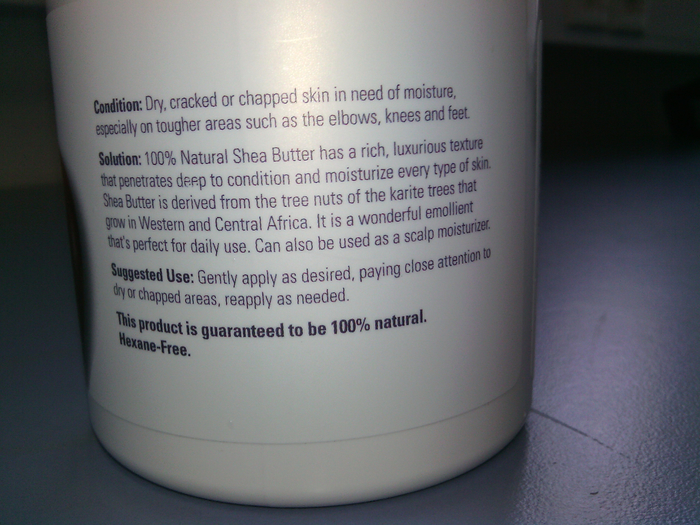 Condition: Dry, cracked or chapped skin in need of moisture,
especially on tougher areas such as the elbows, knees and feet.
Solution: 100% Natural Shea Butter has a rich, luxurious texture
that penetrates deep to condition and moisturize every type of skin.
Shea Butter is derived from the tree nuts of the karite trees that
grow in Western and Central Africa. It is a wonderful emollient
that's perfect for daily use. Can also be used as a scalp moisturizer.
Suggested Use: Gently apply as desired, paying close attention to
dry or chapped areas, reapply as needed.
This product is guaranteed to be 100% natural.
Hexane-Free.